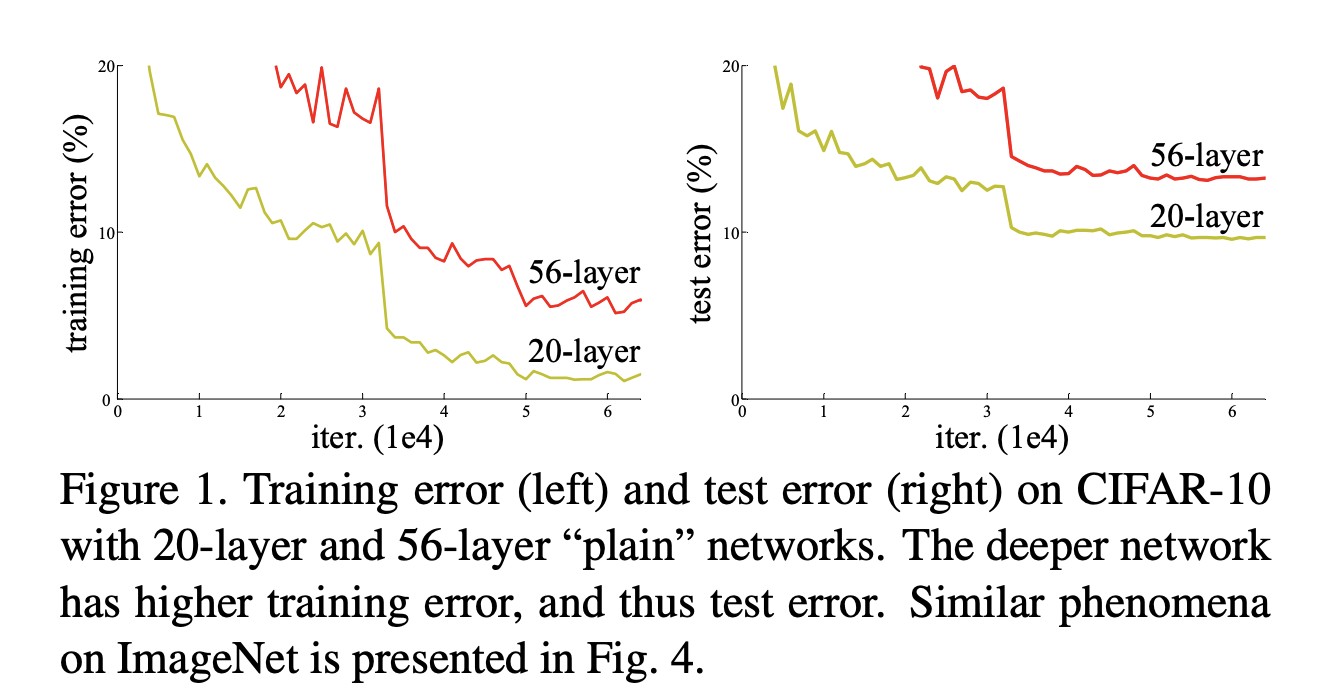 20
10
0
training error (%)
56-layer
20-layer
0 1 2 3 4 5 6
iter. (1e4)
20
10
0
test error (%)
56-layer
20-layer
0 1 2 3 4 5 6
iter. (1e4)
Figure 1. Training error (left) and test error (right) on CIFAR-10
with 20-layer and 56-layer “plain” networks. The deeper network
has higher training error, and thus test error. Similar phenomena
on ImageNet is presented in Fig. 4.